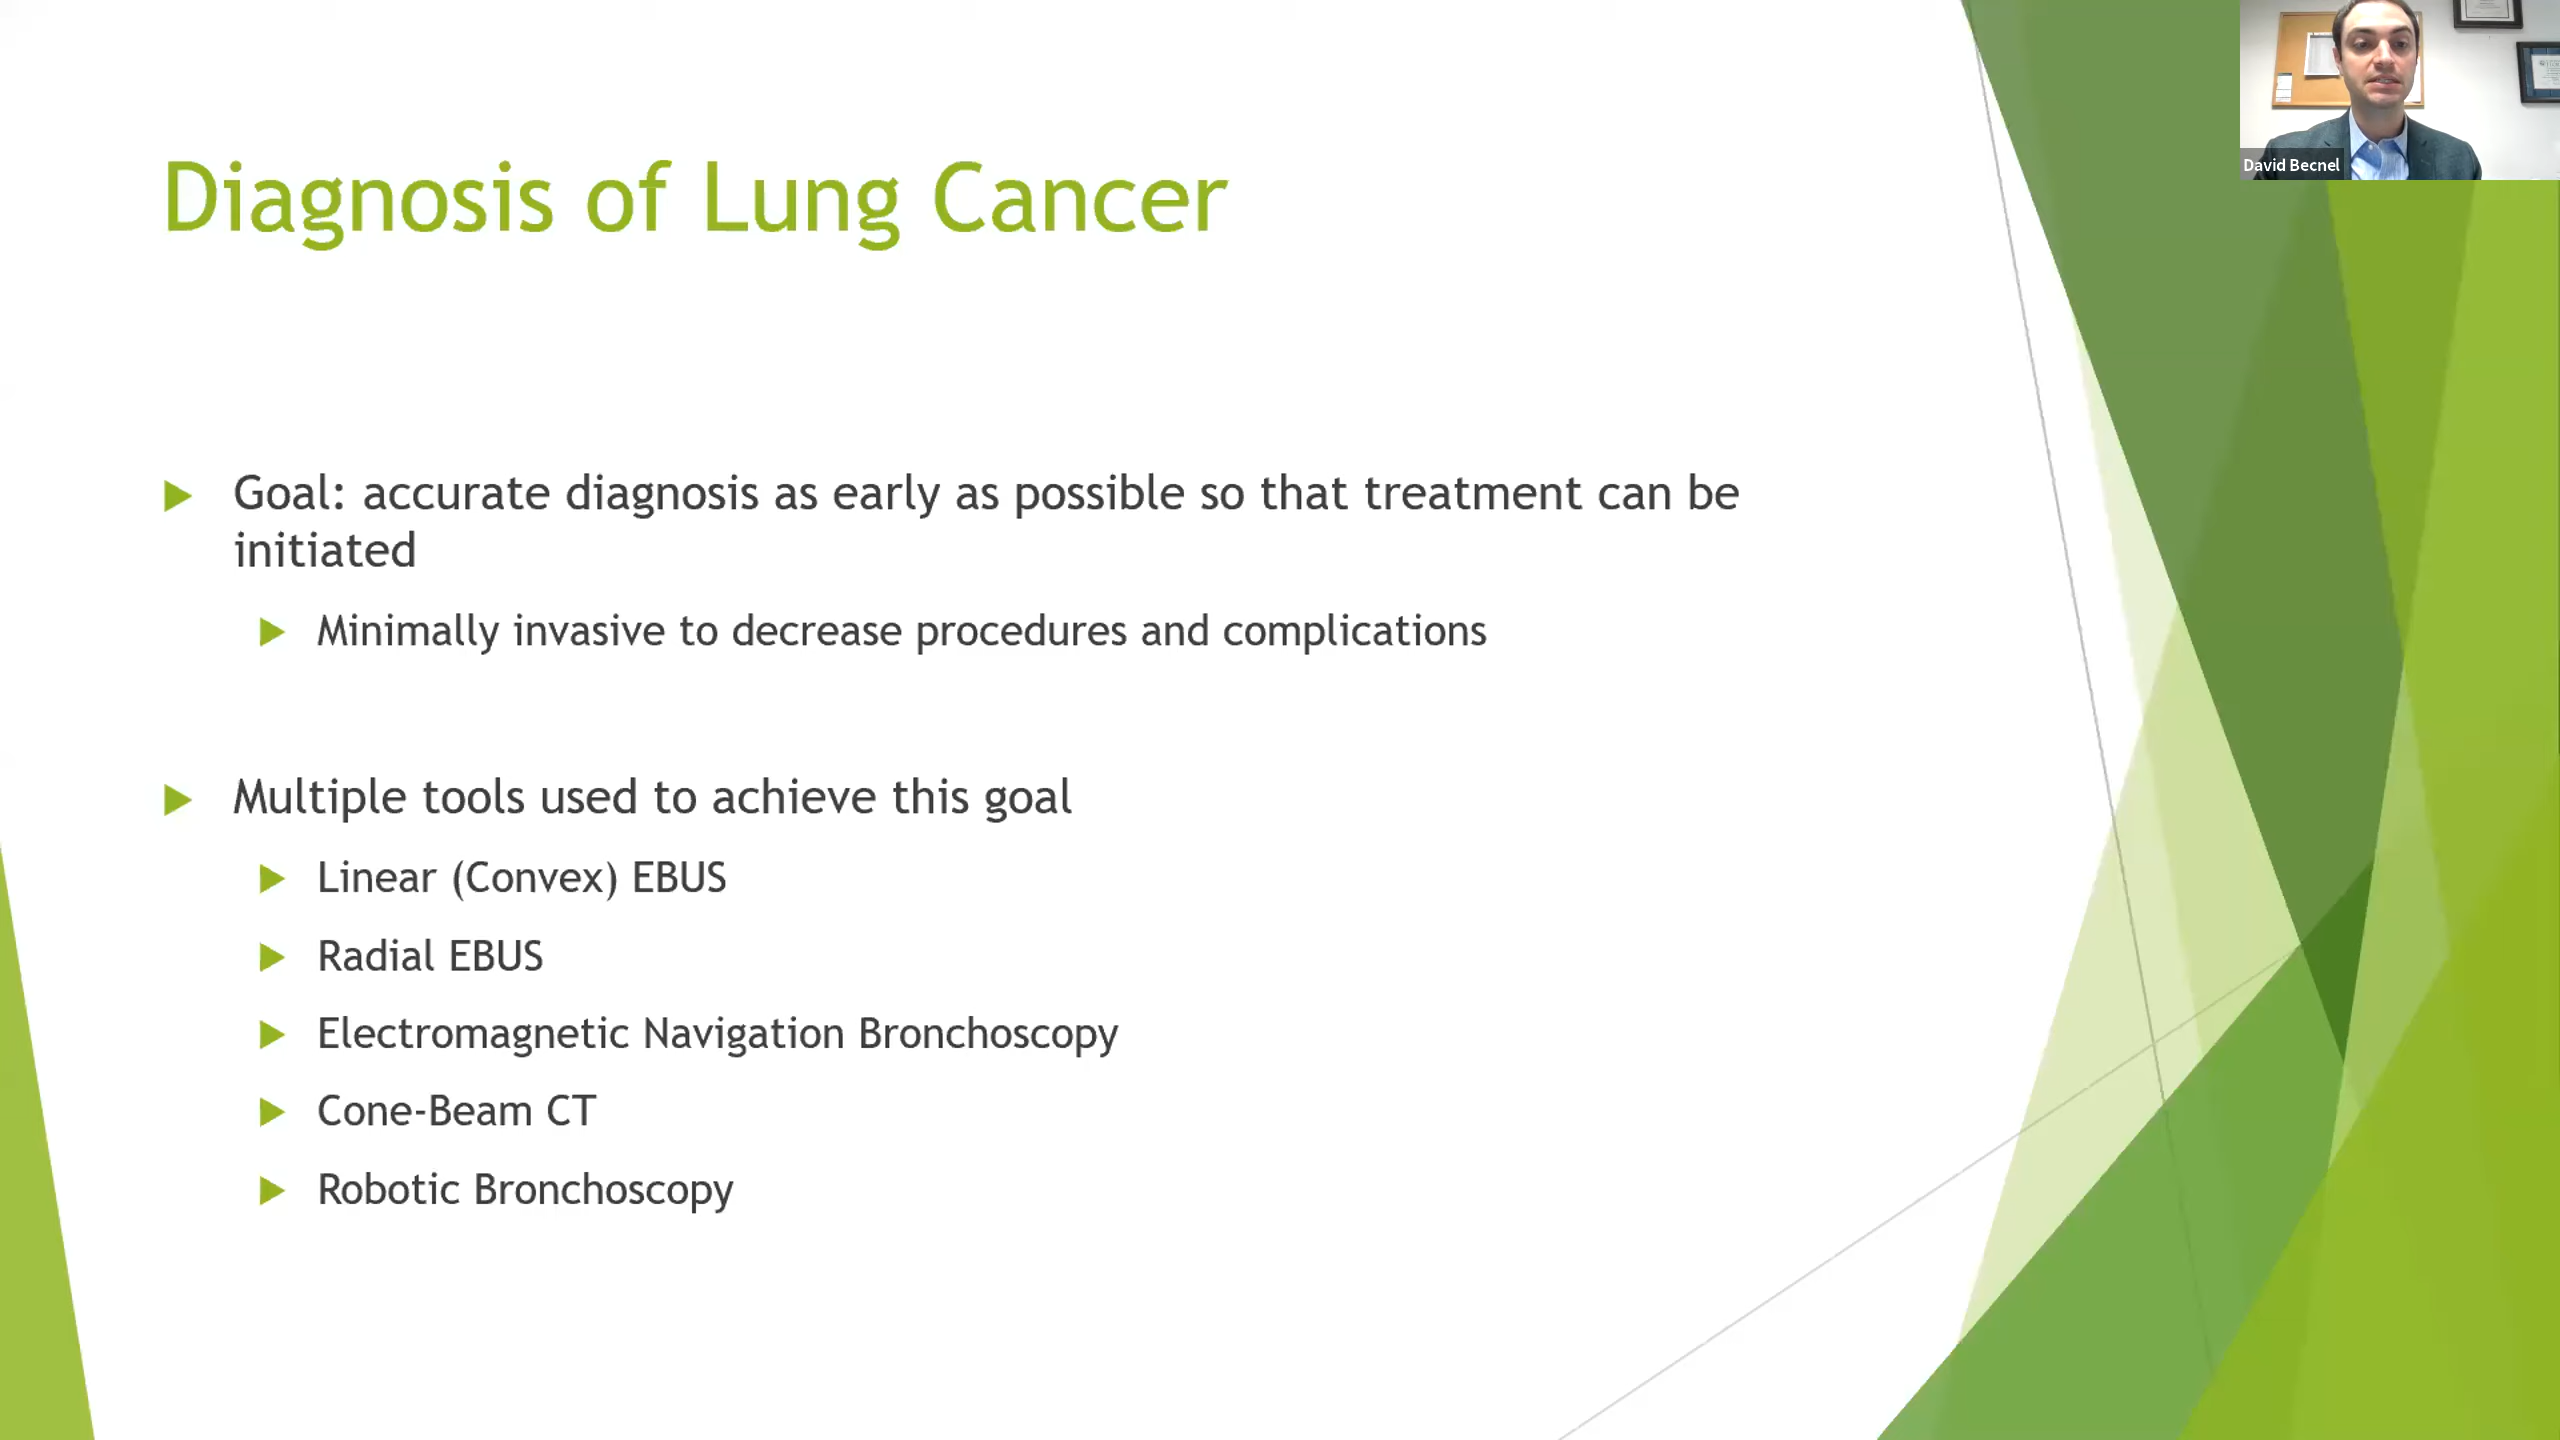 Diagnosis of Lung Cancer
David Becnel
Goal: accurate diagnosis as early as possible so that treatment can be
initiated
Minimally invasive to decrease procedures and complications
Multiple tools used to achieve this goal
Linear (Convex) EBUS
Radial EBUS
Electromagnetic Navigation Bronchoscopy
Cone-Beam CT
Robotic Bronchoscopy